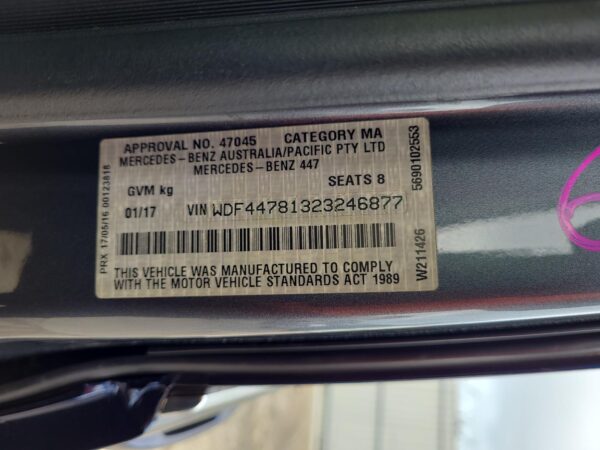 APPROVAL NO. 47045 CATEGORY MA
MERCEDES-BENZ AUSTRALIA/PACIFIC PTY LTD
MERCEDES-BENZ 447
SEATS 8
GVM kg
01/17 VIN WDF44781323246877
THIS VEHICLE WAS MANUFACTURED TO COMPLY
WITH THE MOTOR VEHICLE STANDARDS ACT 1989
PRX 17/05/16 00123818
W211426 5690102553